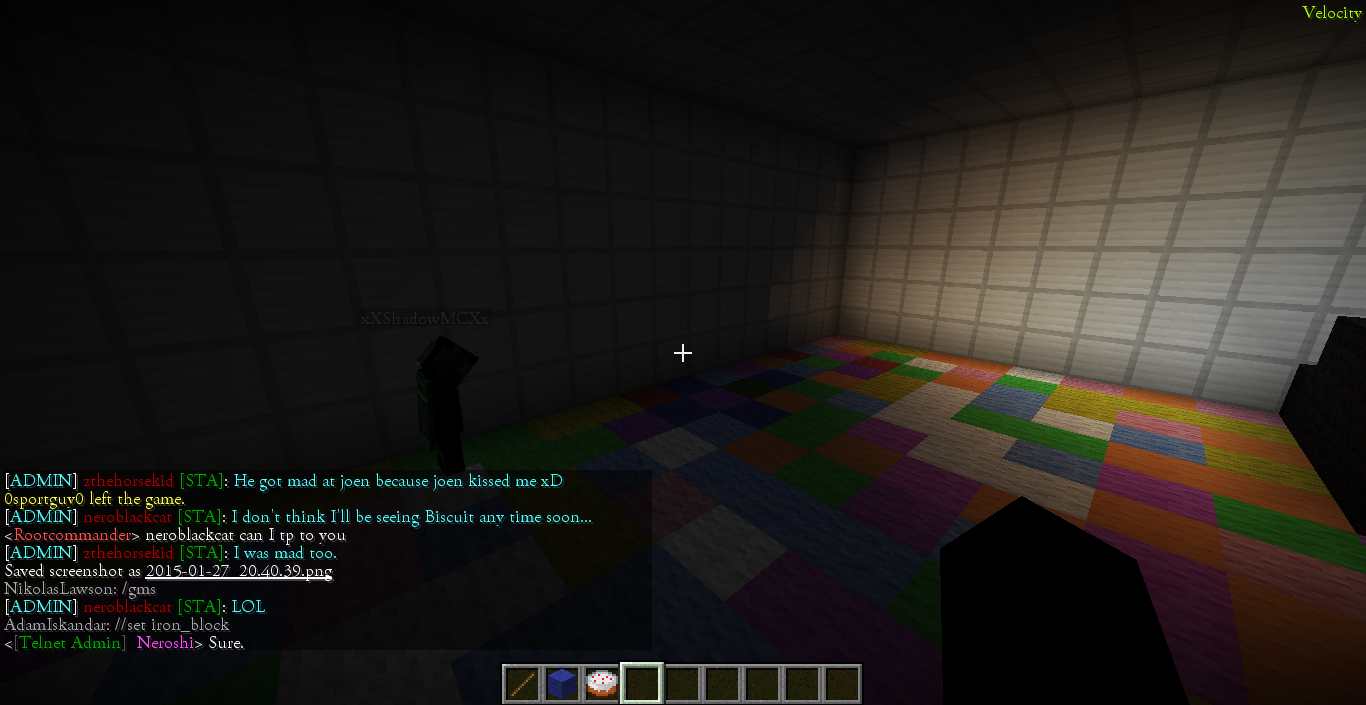 Velocity
xXShadowMCXx
[ADMIN] zthehorsekid [STA]: He got mad at joen because joen kissed me xD
0sportguy0 left the game.
[ADMIN] neroblackcat [STA]: I don't think I'll be seeing Biscuit any time soon...
<Rootcommander> neroblackcat can I tp to you
[ADMIN] zthehorsekid [STA]: I was mad too.
Saved screenshot as 2015-01-27_20.40.39.png
NikolasLawson: /gms
[ADMIN] neroblackcat [STA]: LOL
AdamIskandar: //set iron_block
<[Telnet Admin] Neroshi> Sure.